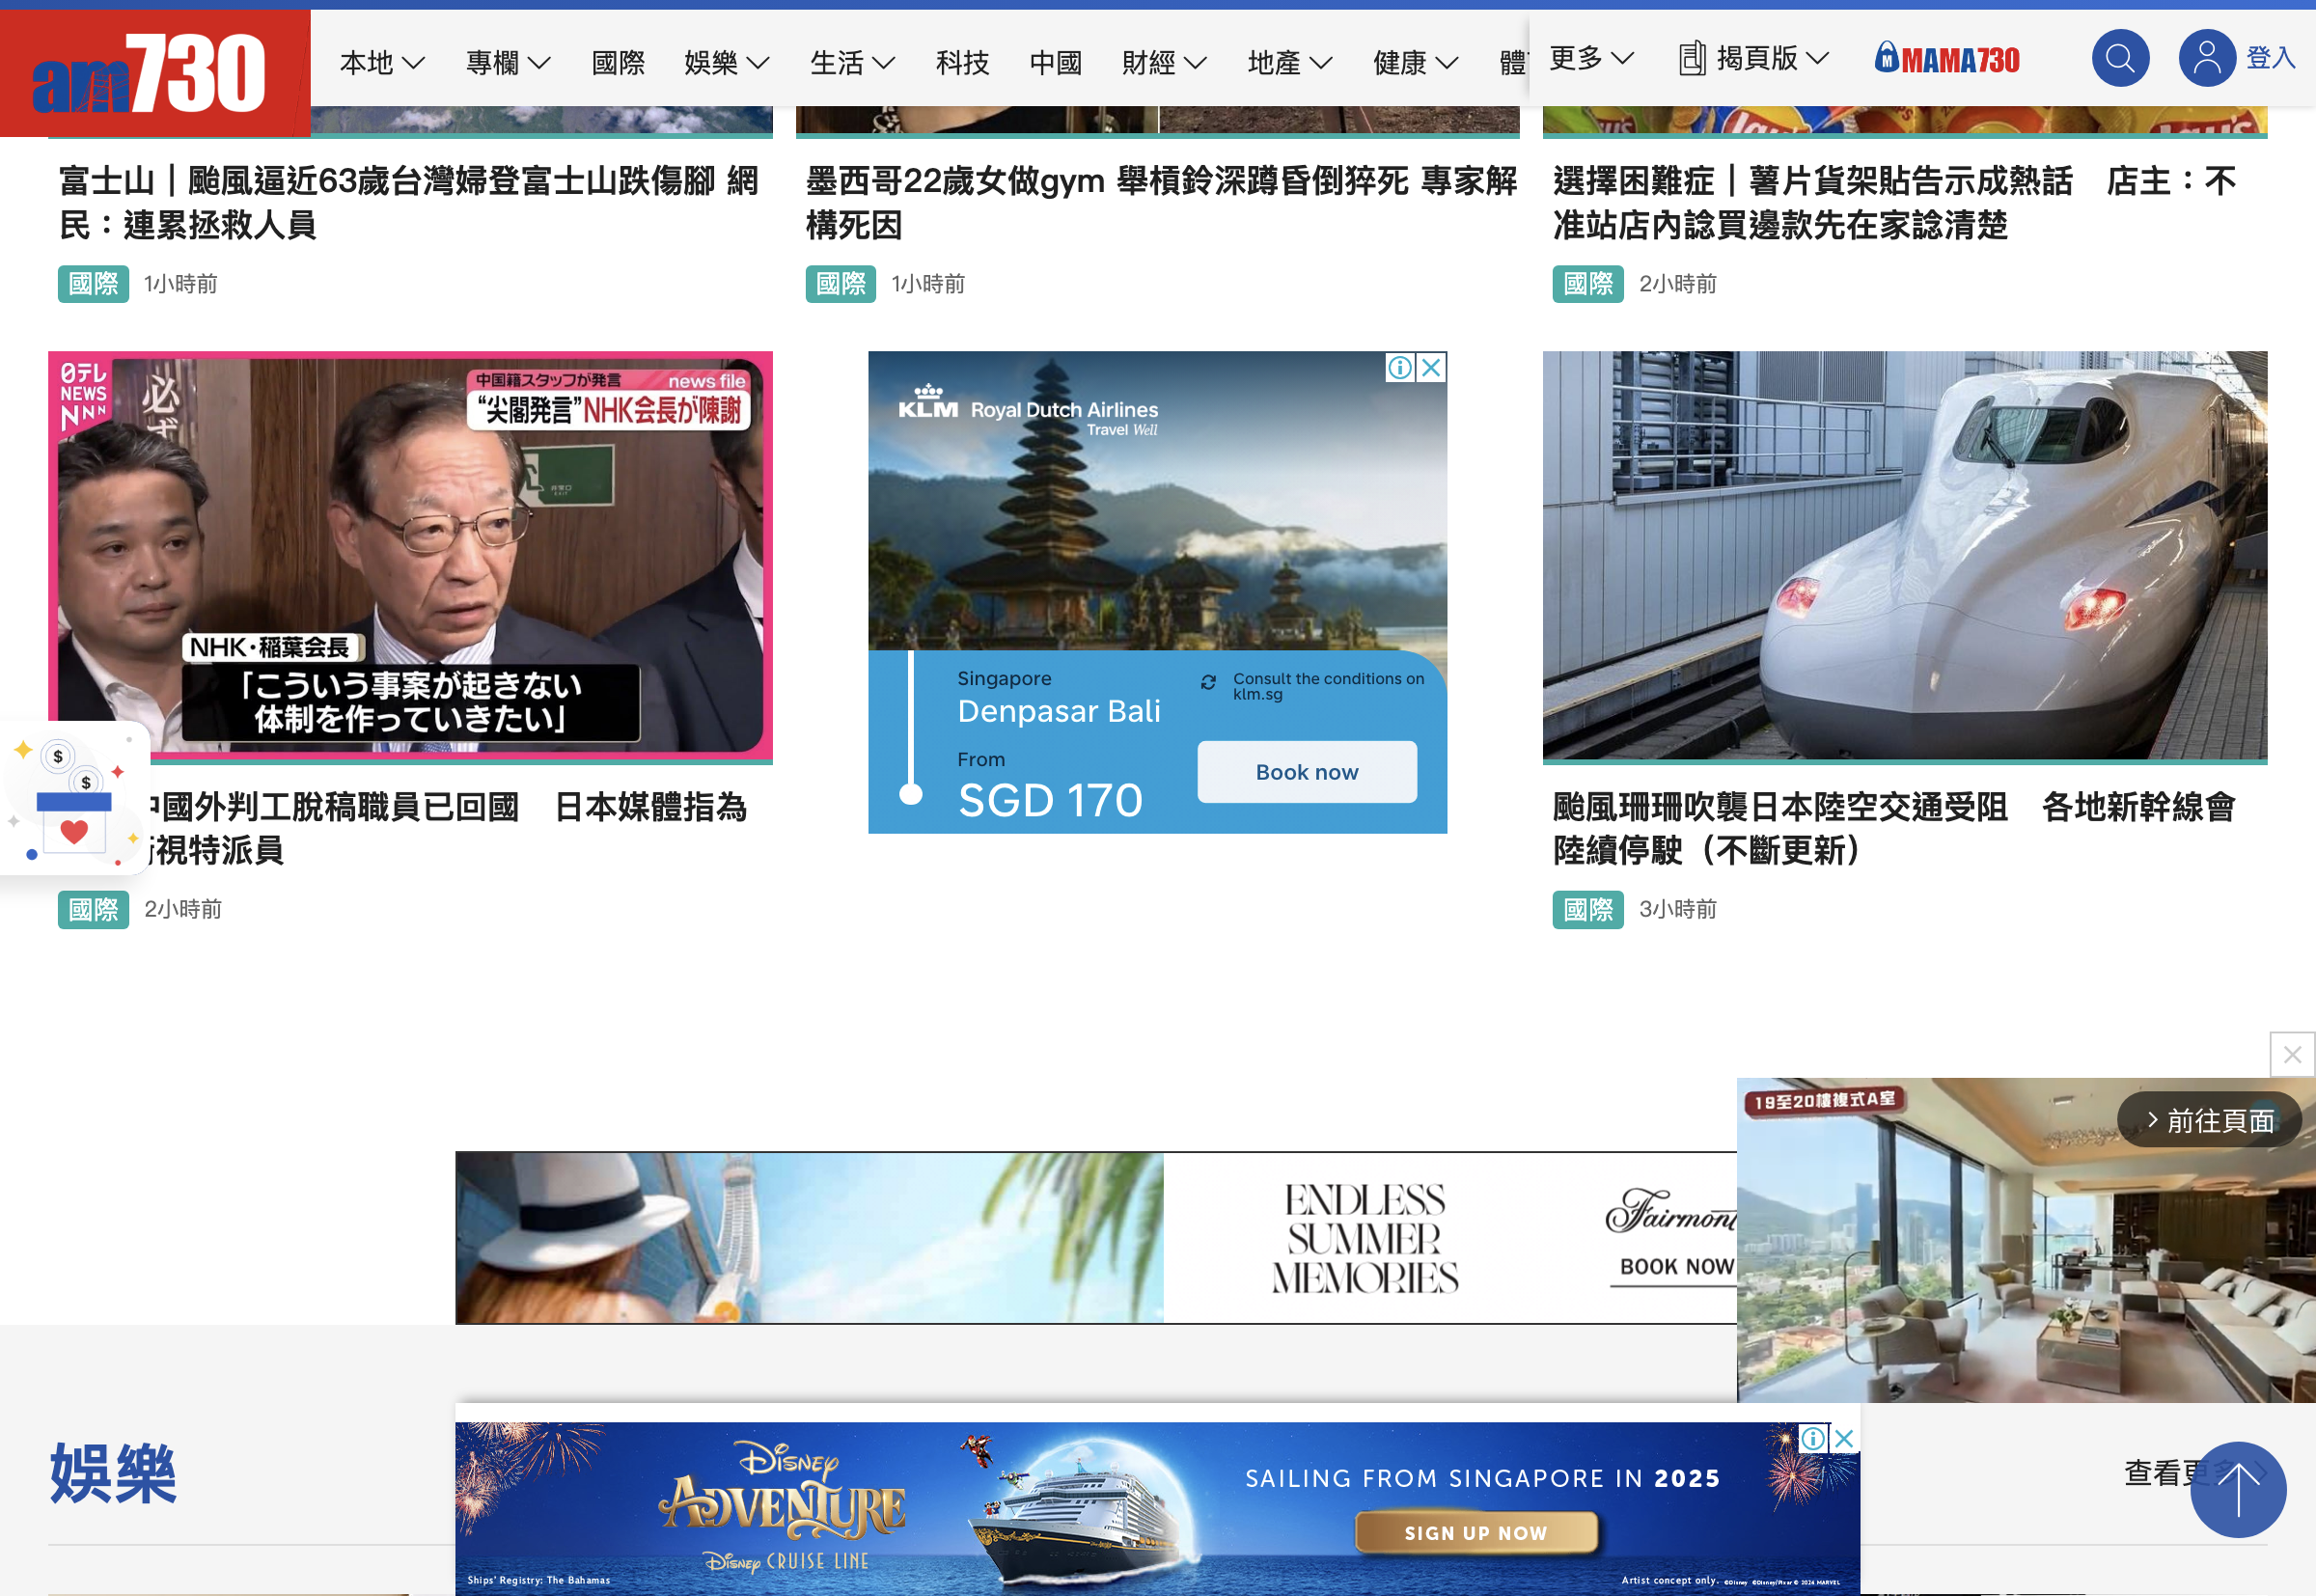 am730
本地
專欄
國際
娛樂
生活
科技
中國
財經
地產
健康
更多
揭頁版
MAMA730
登入
富士山｜颱風逼近63歲台灣婦登富士山跌傷腳 網
民：連累拯救人員
國際 1小時前
墨西哥22歲女做gym 舉槓鈴深蹲昏倒猝死 專家解
構死因
國際 1小時前
選擇困難症｜薯片貨架貼告示成熱話　店主：不
准站店內諗買邊款先在家諗清楚
國際 2小時前
日テレ
NEWS
NNN
必ず
中国籍スタッフが発言 news file
“尖閣発言”NHK会長が陳謝
NHK・稲葉会長
「こういう事案が起きない
体制を作っていきたい」
中國外判工脫稿職員已回國　日本媒體指為
視特派員
國際 2小時前
KLM Royal Dutch Airlines
Travel Well
Singapore
Denpasar Bali
From
SGD 170
Consult the conditions on
klm.sg
Book now
颱風珊珊吹襲日本陸空交通受阻　各地新幹線會
陸續停駛（不斷更新）
國際 3小時前
19至20樓複式A室
前往頁面
ENDLESS
SUMMER
MEMORIES
Fairmont
BOOK NOW
娛樂
查看更多
Disney
ADVENTURE
Disney CRUISE LINE
SAILING FROM SINGAPORE IN 2025
SIGN UP NOW
Ships' Registry: The Bahamas
Artist concept only. ©Disney ©Disney/Pixar © 2024 MARVEL